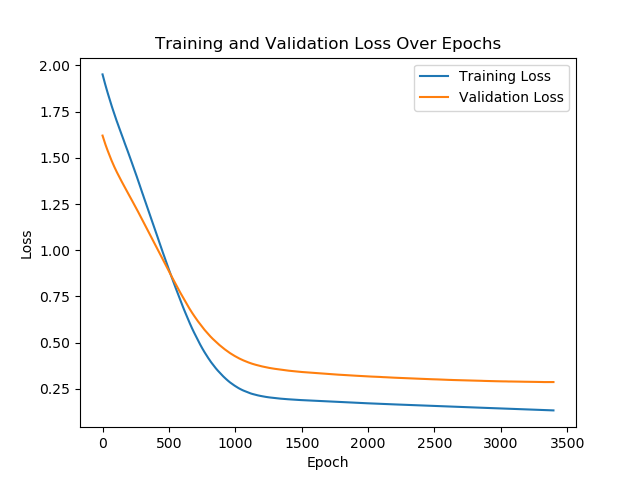 Training and Validation Loss Over Epochs
Training Loss
Validation Loss
Loss
2.00
1.75
1.50
1.25
1.00
0.75
0.50
0.25
0 500 1000 1500 2000 2500 3000 3500
Epoch